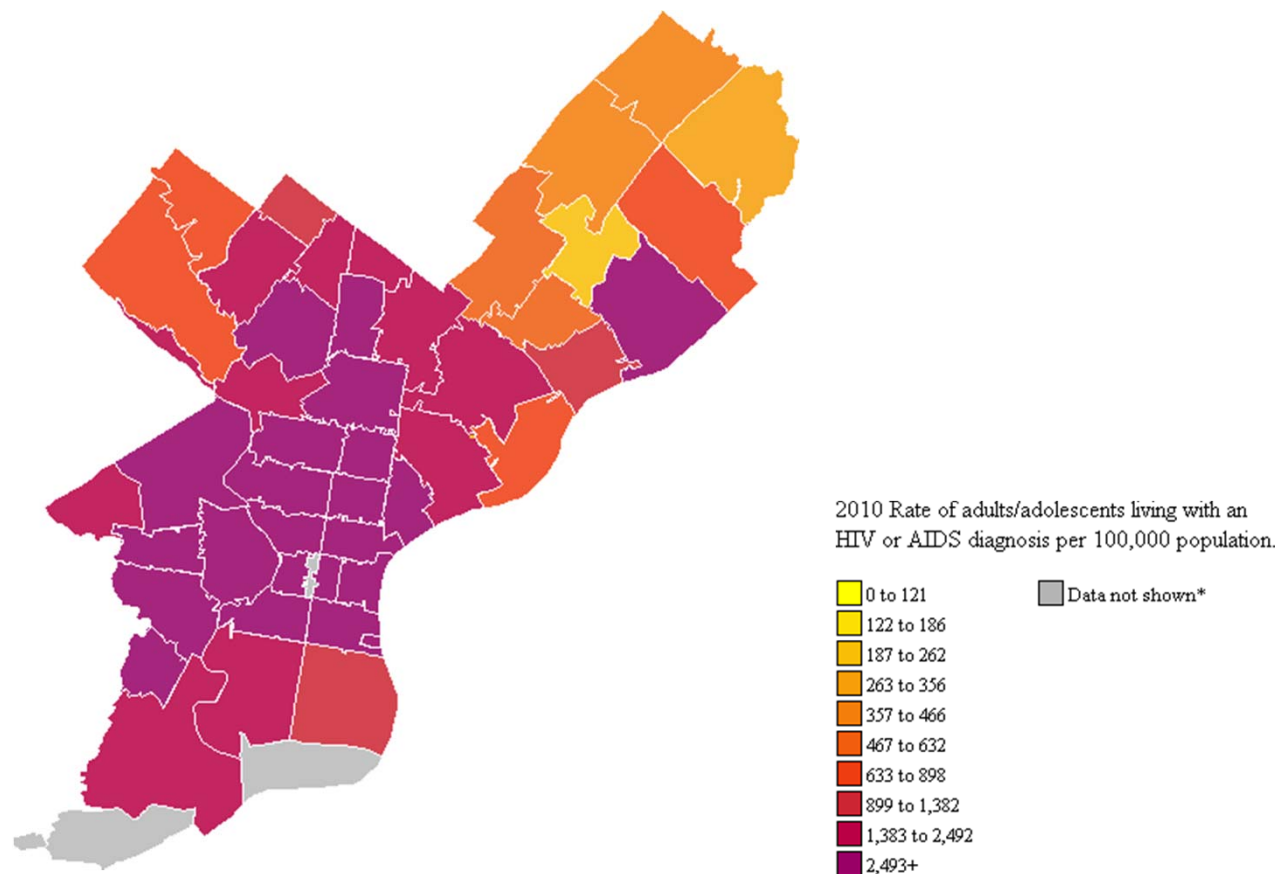 2010 Rate of adults/adolescents living with an
HIV or AIDS diagnosis per 100,000 population.
0 to 121
Data not shown*
122 to 186
187 to 262
263 to 356
357 to 466
467 to 632
633 to 898
899 to 1,382
1,383 to 2,492
2,493+